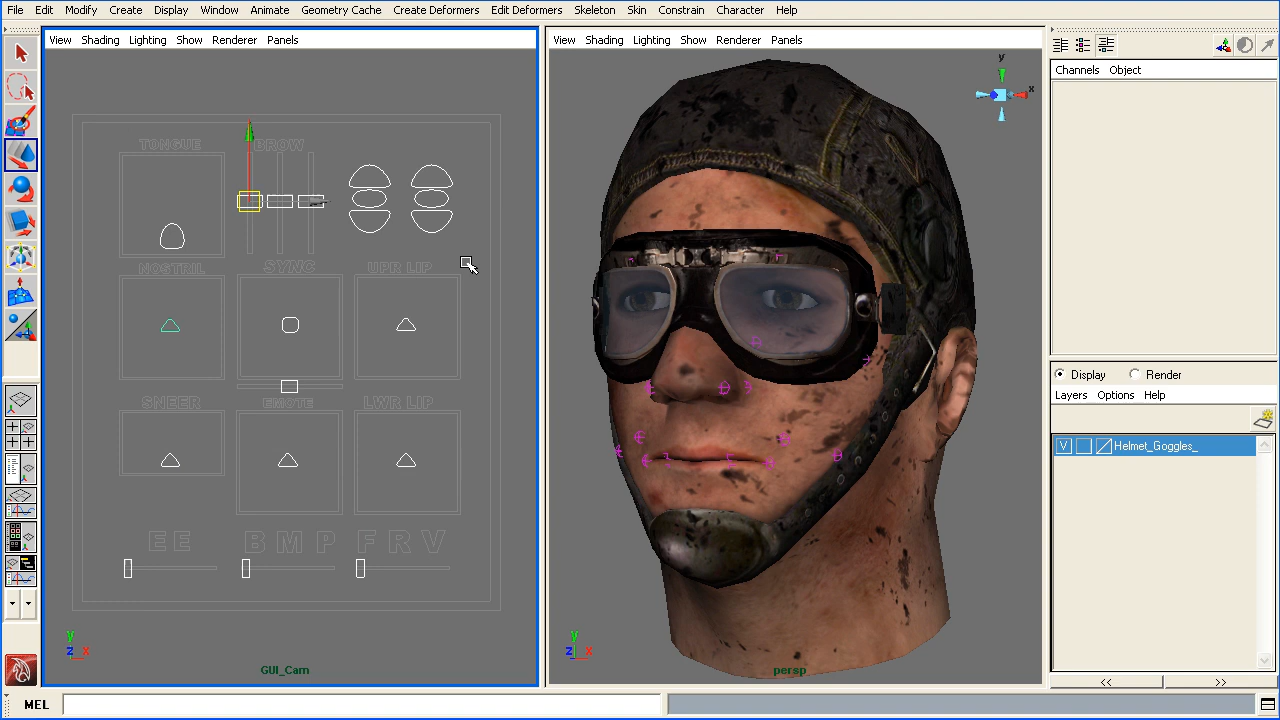 File Edit Modify Create Display Window Animate Geometry Cache Create Deformers Edit Deformers Skeleton Skin Constrain Character Help
View Shading Lighting Show Renderer Panels
View Shading Lighting Show Renderer Panels
Channels Object
y
x
TONGUE BROW
NOSTRIL SYNC UPR LIP
SNEER EMOTE LWR LIP
EE BMP FRV
y
z x
GUI_Cam
y
z x
persp
Display Render
Layers Options Help
V Helmet_Goggles_
<< >>
MEL